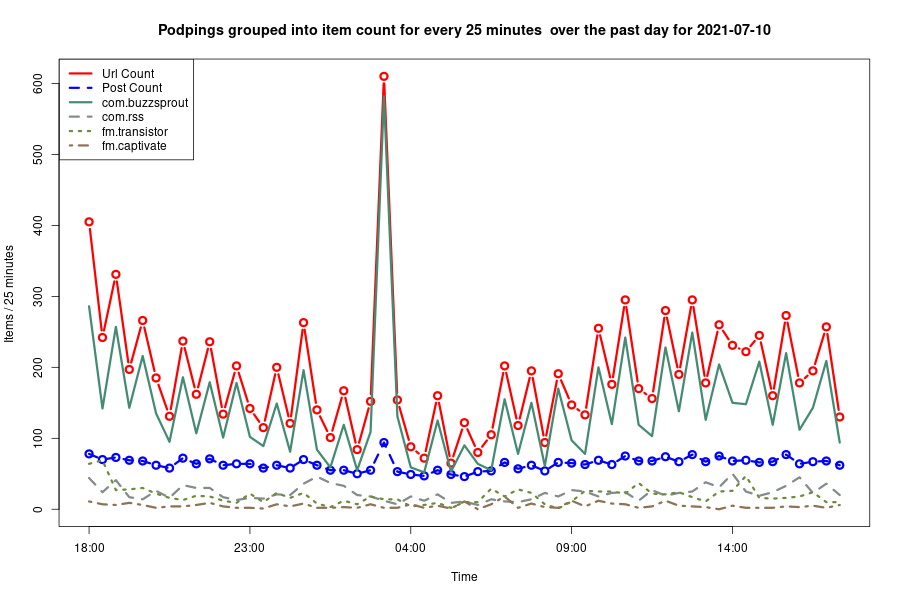 Podpings grouped into item count for every 25 minutes  over the past day for 2021-07-10
Url Count
Post Count
com.buzzsprout
com.rss
fm.transistor
fm.captivate
Items / 25 minutes
600
500
400
300
200
100
0
18:00 23:00 04:00 09:00 14:00
Time